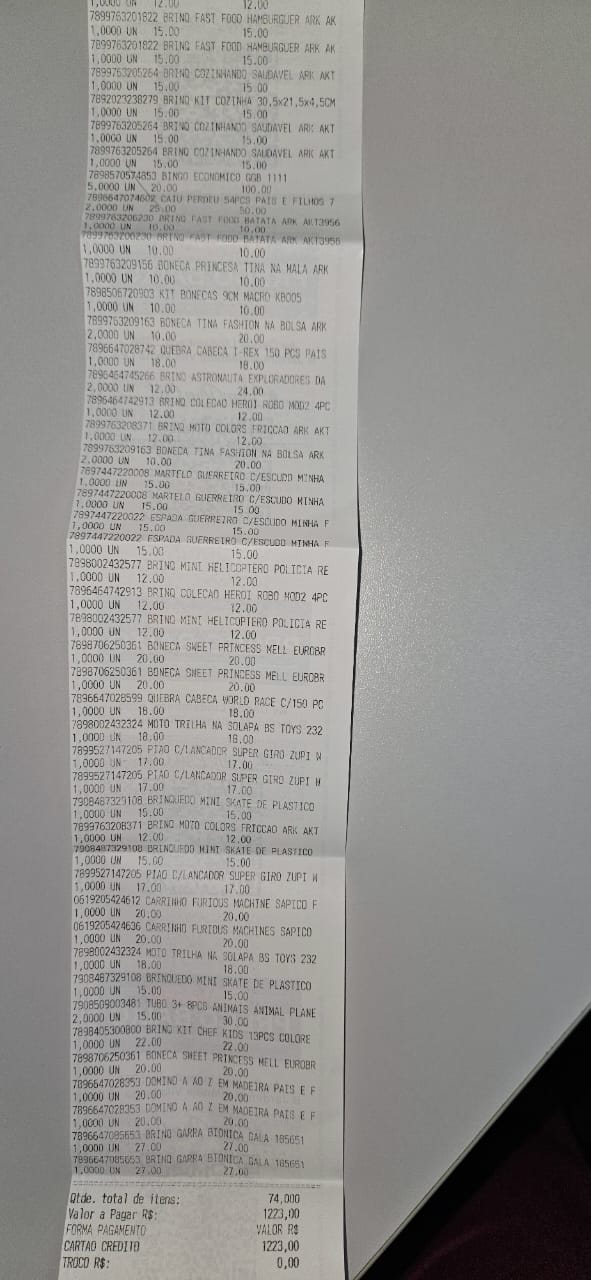 1,0000 UN 12.00 12.00
7899763201822 BRINQ FAST FOOD HAMBURGUER ARK AK
1,0000 UN 15.00 15.00
7899763201822 BRINQ FAST FOOD HAMBURGUER ARK AK
1,0000 UN 15.00 15.00
7899763205264 BRINQ COZINHANDO SAUDAVEL ARK AKT
1,0000 UN 15.00 15.00
7892023238279 BRINQ KIT COZINHA 30,5x21,5x4,5CM
1,0000 UN 15.00 15.00
7899763205264 BRINQ COZINHANDO SAUDAVEL ARK AKT
1,0000 UN 15.00 15.00
7899763205264 BRINQ COZINHANDO SAUDAVEL ARK AKT
1,0000 UN 15.00 15.00
7898570574853 BINGO ECONOMICO GGB 1111
5,0000 UN 20.00 100.00
7896647074602 CAIU PERDEU 54PCS PAIS E FILHOS 7
2,0000 UN 25.00 50.00
7899763206230 BRINQ FAST FOOD BATATA ARK AKT3956
1,0000 UN 10.00 10.00
7899763206230 BRINQ FAST FOOD BATATA ARK AKT3956
1,0000 UN 10.00 10.00
7899763209156 BONECA PRINCESA TINA NA MALA ARK
1,0000 UN 10.00 10.00
7898506720903 KIT BONECAS 9CM MACRO KB005
1,0000 UN 10.00 10.00
7899763209163 BONECA TINA FASHION NA BOLSA ARK
2,0000 UN 10.00 20.00
7896647028742 QUEBRA CABECA T-REX 150 PCS PAIS
1,0000 UN 18.00 18.00
7896464745266 BRINQ ASTRONAUTA EXPLORADORES DA
2,0000 UN 12.00 24.00
7896464742913 BRINQ COLECAO HEROI ROBO MOD2 4PC
1,0000 UN 12.00 12.00
7899763208371 BRINQ MOTO COLORS FRICCAO ARK AKT
1,0000 UN 12.00 12.00
7899763209163 BONECA TINA FASHION NA BOLSA ARK
2,0000 UN 10.00 20.00
7897447220008 MARTELO GUERREIRO C/ESCUDO MINHA
1,0000 UN 15.00 15.00
7897447220008 MARTELO GUERREIRO C/ESCUDO MINHA
1,0000 UN 15.00 15.00
7897447220022 ESPADA GUERREIRO C/ESCUDO MINHA F
1,0000 UN 15.00 15.00
7897447220022 ESPADA GUERREIRO C/ESCUDO MINHA F
1,0000 UN 15.00 15.00
7898002432577 BRINQ MINI HELICOPTERO POLICIA RE
1,0000 UN 12.00 12.00
7896464742913 BRINQ COLECAO HEROI ROBO MOD2 4PC
1,0000 UN 12.00 12.00
7898002432577 BRINQ MINI HELICOPTERO POLICIA RE
1,0000 UN 12.00 12.00
7898706250361 BONECA SWEET PRINCESS MELL EUROBR
1,0000 UN 20.00 20.00
7898706250361 BONECA SWEET PRINCESS MELL EUROBR
1,0000 UN 20.00 20.00
7896647028599 QUEBRA CABECA WORLD RACE C/150 PC
1,0000 UN 18.00 18.00
7898002432324 MOTO TRILHA NA SOLAPA BS TOYS 232
1,0000 UN 18.00 18.00
7899527147205 PIAO C/LANCADOR SUPER GIRO ZUPI W
1,0000 UN 17.00 17.00
7899527147205 PIAO C/LANCADOR SUPER GIRO ZUPI W
1,0000 UN 17.00 17.00
7908487329108 BRINQUEDO MINI SKATE DE PLASTICO
1,0000 UN 15.00 15.00
7899763208371 BRINQ MOTO COLORS FRICCAO ARK AKT
1,0000 UN 12.00 12.00
7908487329108 BRINQUEDO MINI SKATE DE PLASTICO
1,0000 UN 15.00 15.00
7899527147205 PIAO C/LANCADOR SUPER GIRO ZUPI W
1,0000 UN 17.00 17.00
0619205424612 CARRINHO FURIOUS MACHINE SAPICO F
1,0000 UN 20.00 20.00
0619205424636 CARRINHO FURIOUS MACHINES SAPICO
1,0000 UN 20.00 20.00
7898002432324 MOTO TRILHA NA SOLAPA BS TOYS 232
1,0000 UN 18.00 18.00
7908487329108 BRINQUEDO MINI SKATE DE PLASTICO
1,0000 UN 15.00 15.00
7908509003481 TUBO 3+ 8PCS ANIMAIS ANIMAL PLANE
2,0000 UN 15.00 30.00
7898405300800 BRINQ KIT CHEF KIDS 13PCS COLORE
1,0000 UN 22.00 22.00
7898706250361 BONECA SWEET PRINCESS MELL EUROBR
1,0000 UN 20.00 20.00
7896647028353 DOMINO A AO Z EM MADEIRA PAIS E F
1,0000 UN 20.00 20.00
7896647028353 DOMINO A AO Z EM MADEIRA PAIS E F
1,0000 UN 20.00 20.00
7896647085653 BRINQ GARRA BIONICA GALA 185651
1,0000 UN 27.00 27.00
7896647085653 BRINQ GARRA BIONICA GALA 185651
1,0000 UN 27.00 27.00
Qtde. total de itens: 74,000
Valor a Pagar R$: 1223,00
FORMA PAGAMENTO VALOR R$
CARTAO CREDITO 1223,00
TROCO R$: 0,00